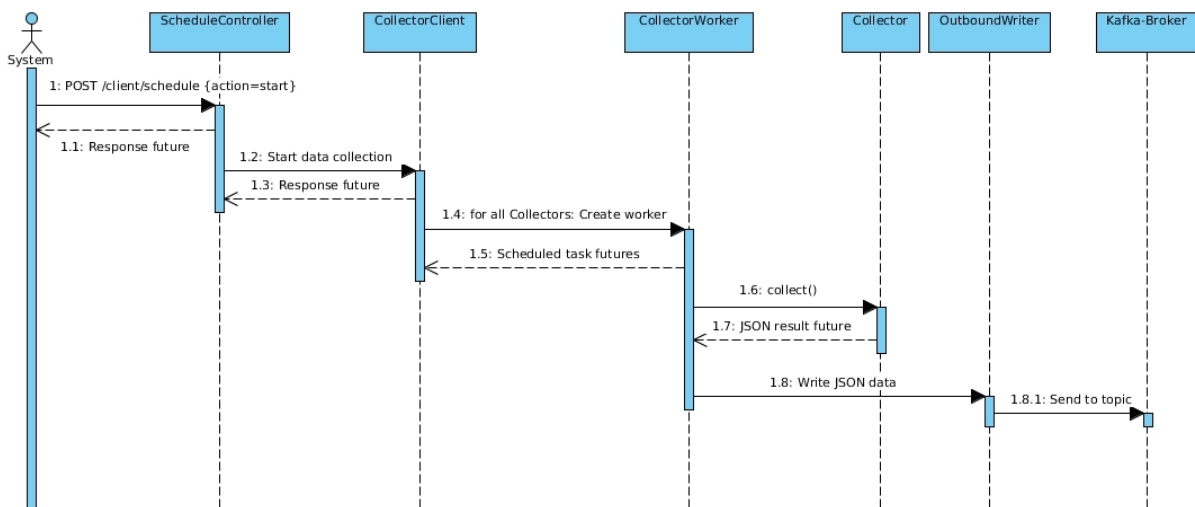 ScheduleController
CollectorClient
CollectorWorker
Collector
OutboundWriter
Kafka-Broker
System
1: POST /client/schedule {action=start}
1.1: Response future
1.2: Start data collection
1.3: Response future
1.4: for all Collectors: Create worker
1.5: Scheduled task futures
1.6: collect()
1.7: JSON result future
1.8: Write JSON data
1.8.1: Send to topic